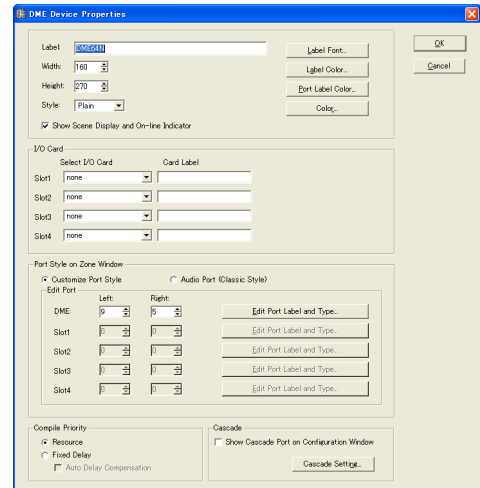 DME Device Properties
Label: DME64N
Label Font...
OK
Width: 160
Label Color...
Cancel
Height: 270
Port Label Color...
Style: Plain
Color...
Show Scene Display and On-line Indicator
I/O Card
Select I/O Card Card Label
Slot1 none
Slot2 none
Slot3 none
Slot4 none
Port Style on Zone Window
Customize Port Style Audio Port (Classic Style)
Edit Port
Left: Right:
DME: 9 5 Edit Port Label and Type...
Slot1 0 0 Edit Port Label and Type...
Slot2 0 0 Edit Port Label and Type...
Slot3 0 0 Edit Port Label and Type...
Slot4 0 0 Edit Port Label and Type...
Compile Priority
Resource
Fixed Delay
Auto Delay Compensation
Cascade
Show Cascade Port on Configuration Window
Cascade Setting...